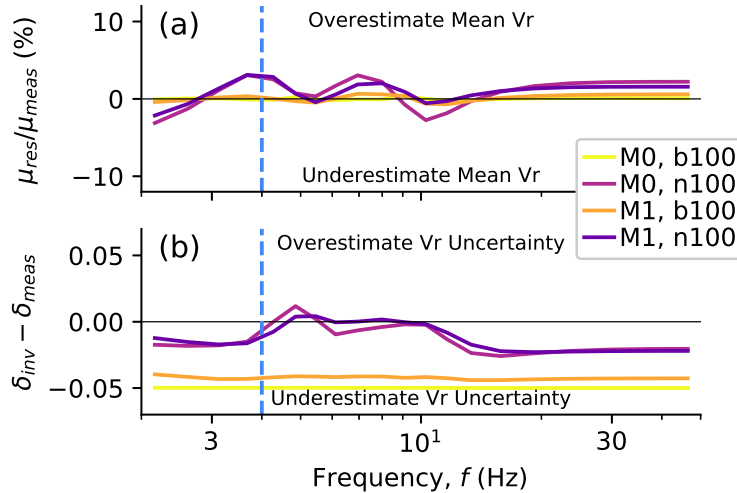 (a)
Overestimate Mean Vr
10
0
−10
μres/μmeas (%)
Underestimate Mean Vr
M0, b100
M0, n100
M1, b100
M1, n100
(b)
Overestimate Vr Uncertainty
0.05
0.00
−0.05
δinv − δmeas
Underestimate Vr Uncertainty
3
10¹
30
Frequency, f (Hz)